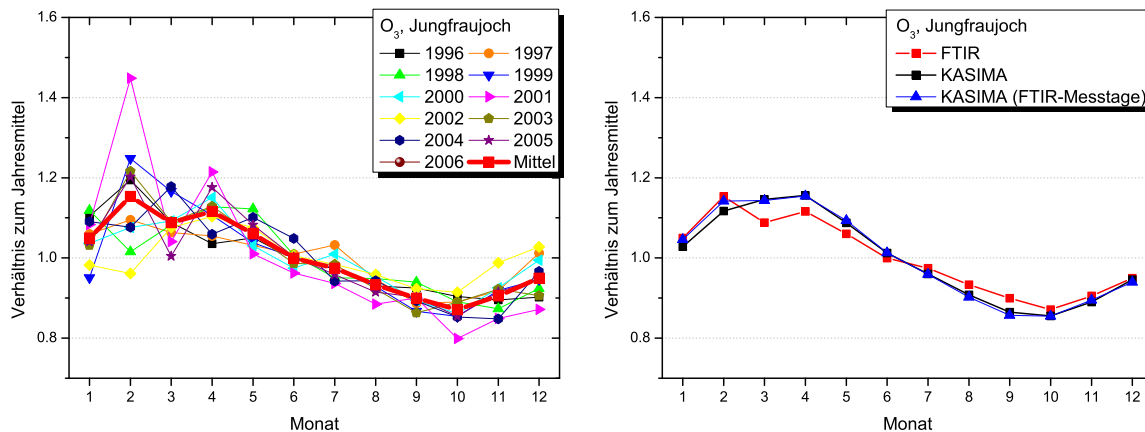 O3, Jungfraujoch
1996 1997
1998 1999
2000 2001
2002 2003
2004 2005
2006 Mittel
Verhältnis zum Jahresmittel
1.6
1.4
1.2
1.0
0.8
1 2 3 4 5 6 7 8 9 10 11 12
Monat
O3, Jungfraujoch
FTIR
KASIMA
KASIMA (FTIR-Messtage)
Verhältnis zum Jahresmittel
1.6
1.4
1.2
1.0
0.8
1 2 3 4 5 6 7 8 9 10 11 12
Monat